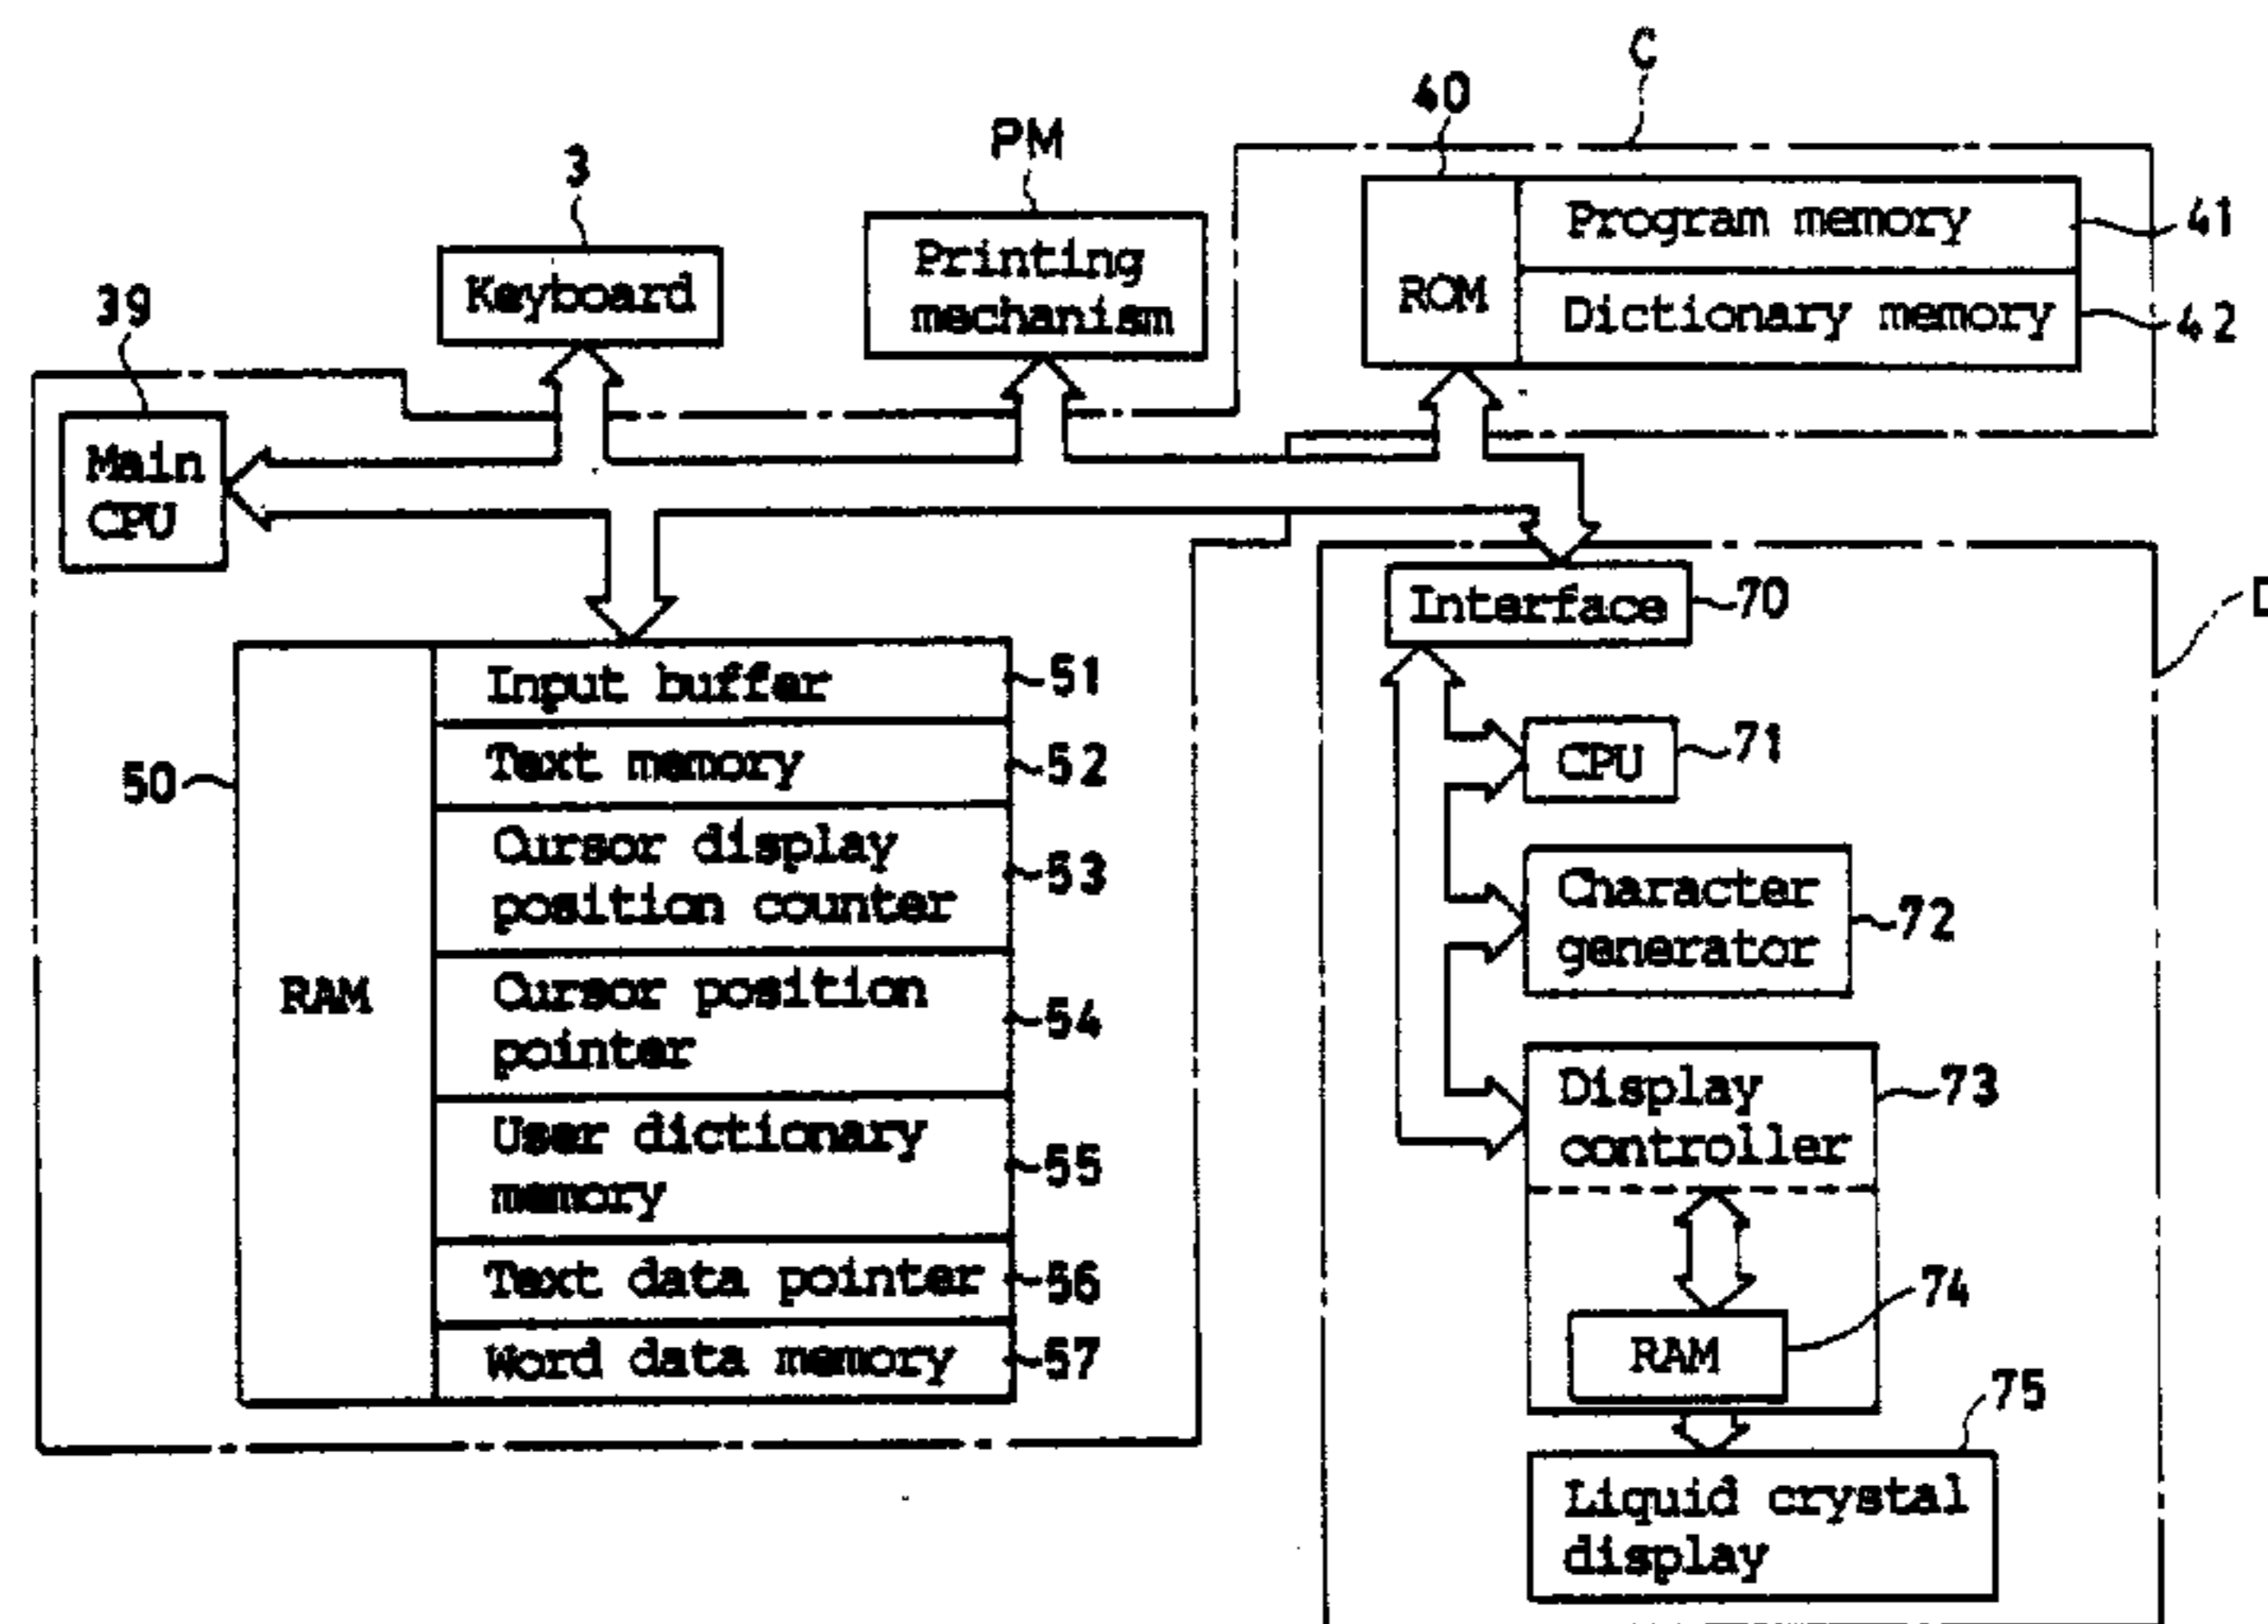 C
40
PM
3
39
Keyboard
Printing
mechanism
ROM
Program memory
41
Dictionary memory
42
Main
CPU
Interface
70
50
RAM
Input buffer
51
Text memory
52
Cursor display
position counter
53
Cursor position
pointer
54
User dictionary
memory
55
Text data pointer
56
Word data memory
57
CPU
71
Character
generator
72
Display
controller
73
RAM
74
75
Liquid crystal
display